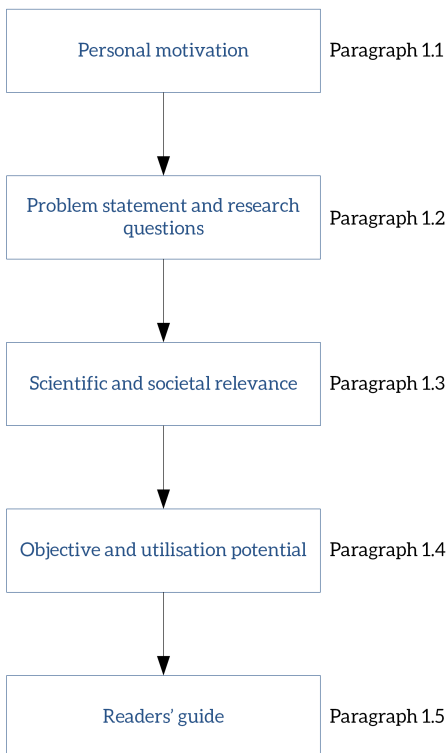 Personal motivation
Paragraph 1.1
Problem statement and research
questions
Paragraph 1.2
Scientific and societal relevance
Paragraph 1.3
Objective and utilisation potential
Paragraph 1.4
Readers’ guide
Paragraph 1.5